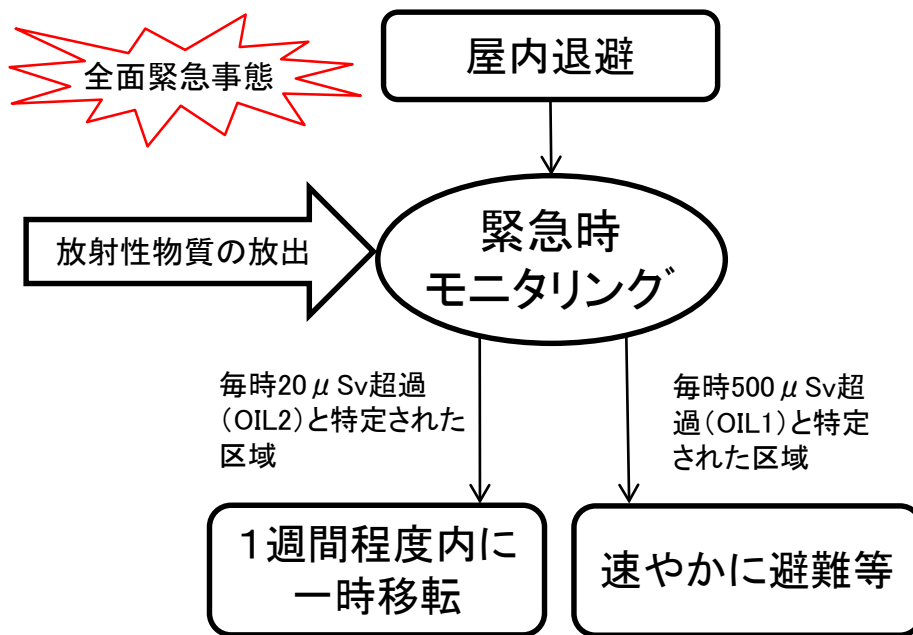 全面緊急事態
屋内退避
放射性物質の放出
緊急時
モニタリング
毎時20μSv超過
(OIL2)と特定された
区域
毎時500μSv超
過(OIL1)と特定
された区域
1週間程度内に
一時移転
速やかに避難等